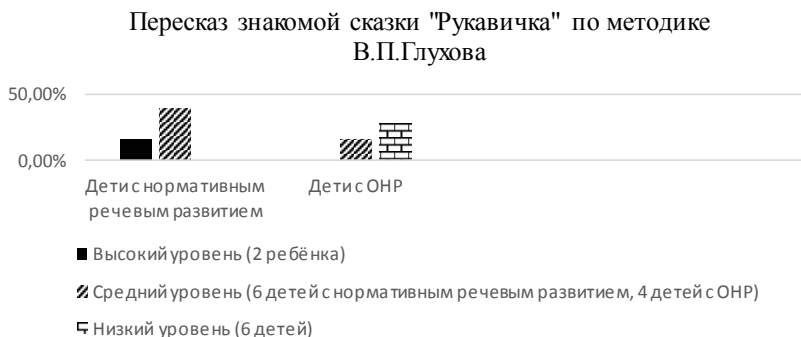 Пересказ знакомой сказки "Рукавичка" по методике
В.П.Глухова
50,00%
0,00%
Дети с нормативным
речевым развитием
Дети с ОНР
Высокий уровень (2 ребёнка)
Средний уровень (6 детей с нормативным речевым развитием, 4 детей с ОНР)
Низкий уровень (6 детей)